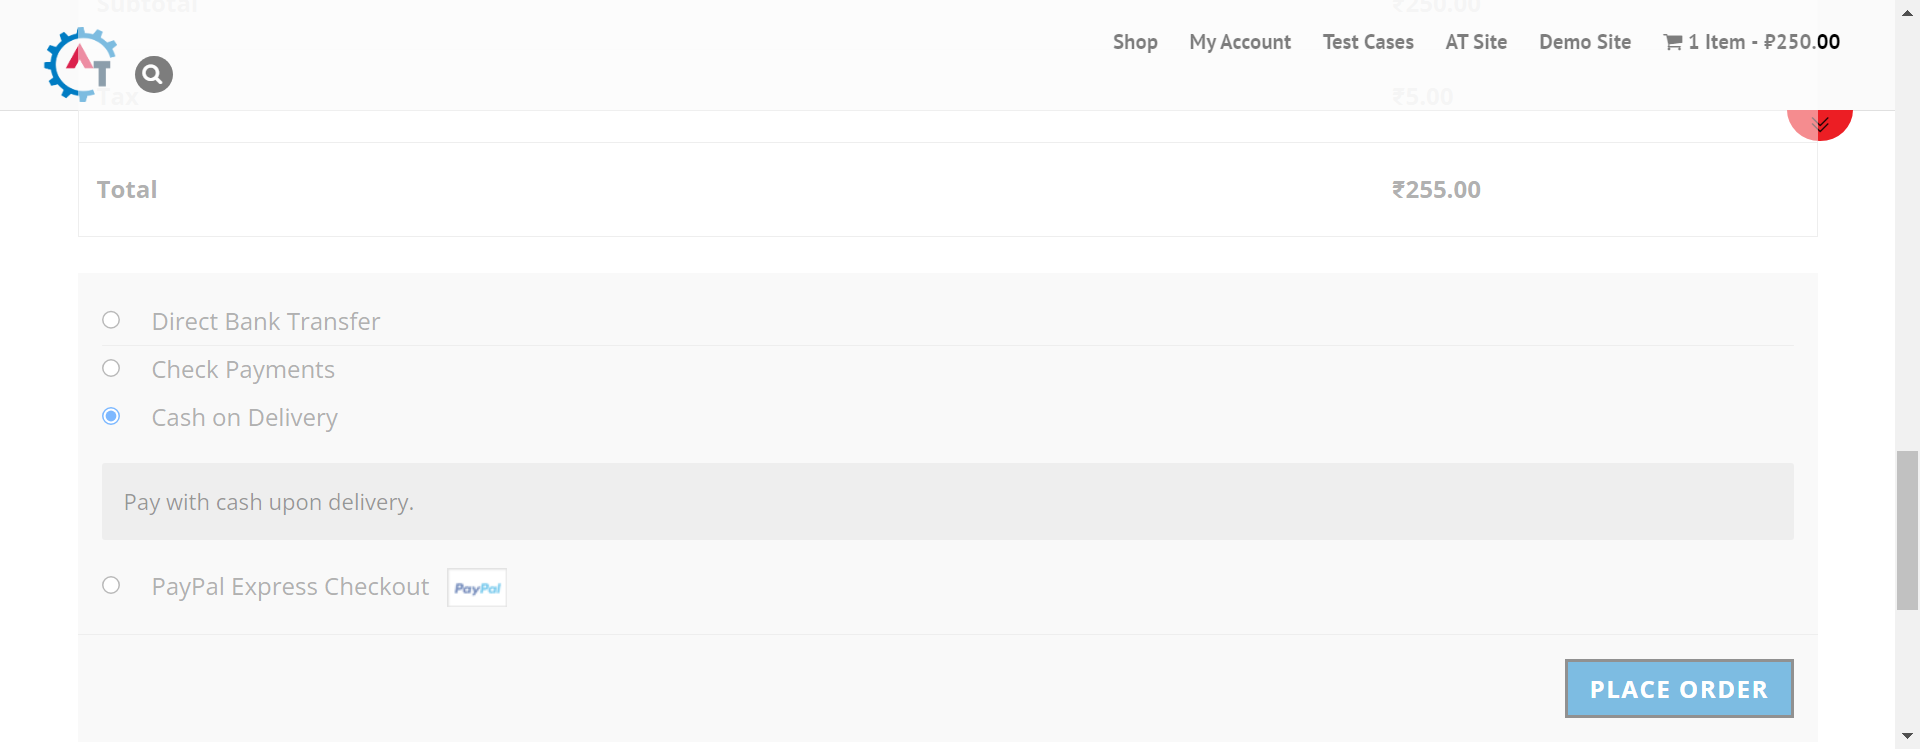 Subtotal ₹250.00
Shop My Account Test Cases AT Site Demo Site 1 Item - ₽250.00
AT
Tax ₹5.00
Total ₹255.00
Direct Bank Transfer
Check Payments
Cash on Delivery
Pay with cash upon delivery.
PayPal Express Checkout PayPal
PLACE ORDER